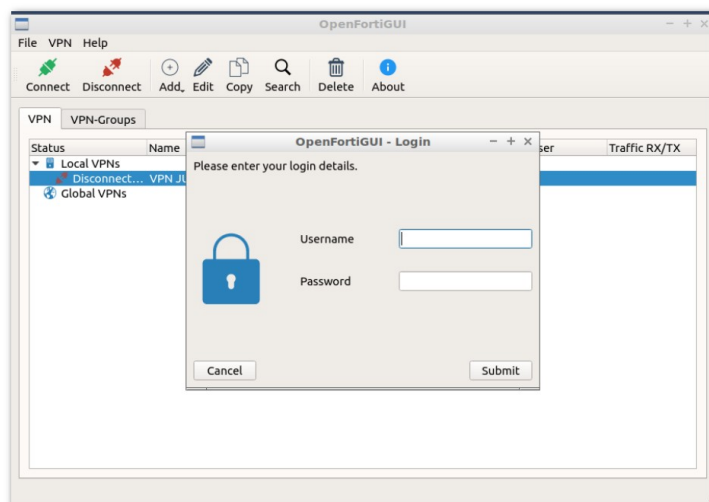 OpenFortiGUI
File VPN Help
Connect Disconnect Add Edit Copy Search Delete About
VPN VPN-Groups
Status Name Traffic RX/TX
Local VPNs
Disconnect... VPN
Global VPNs
OpenFortiGUI - Login
Please enter your login details.
Username
Password
Cancel Submit